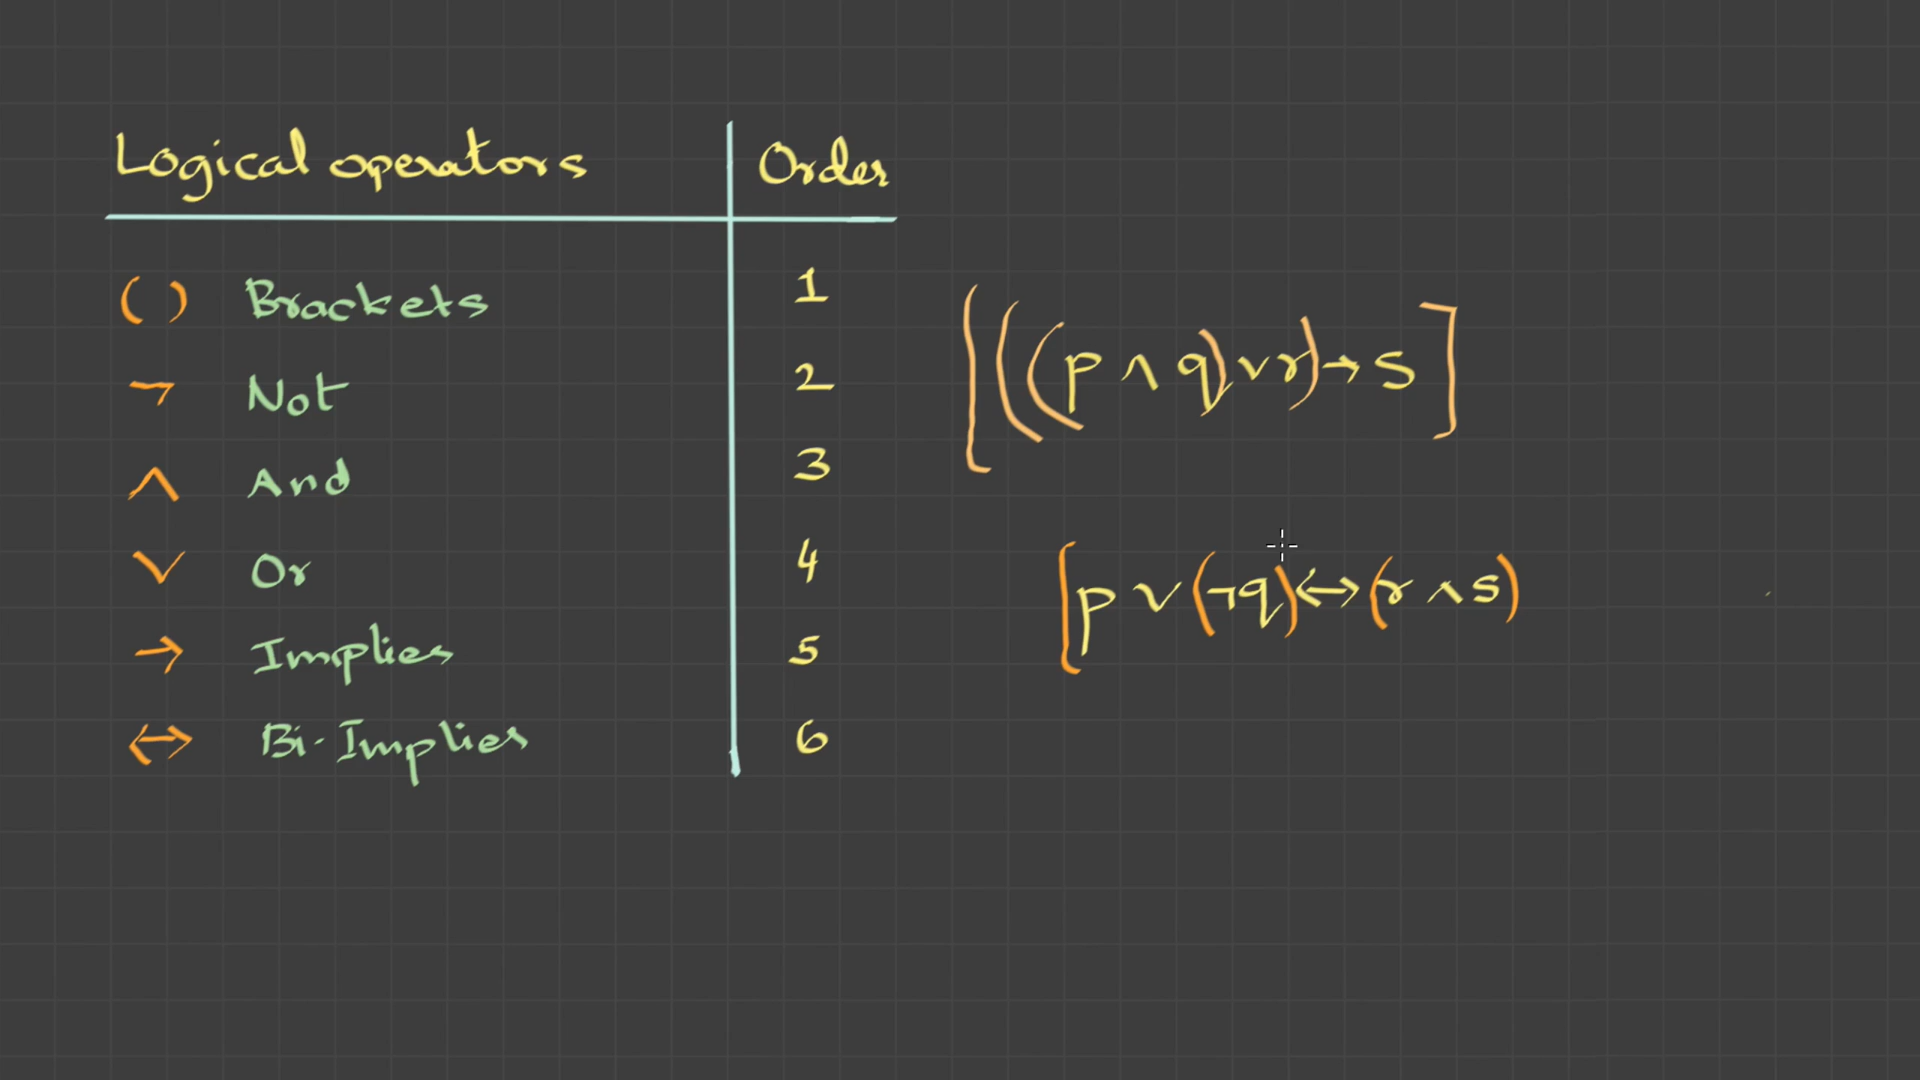 Logical operators Order
( ) Brackets 1
¬ Not 2
∧ And 3
∨ Or 4
→ Implies 5
↔ Bi-Implies 6
[((p ∧ q) ∨ r) → s]
[p ∨ (¬q) ↔ (r ∧ s)